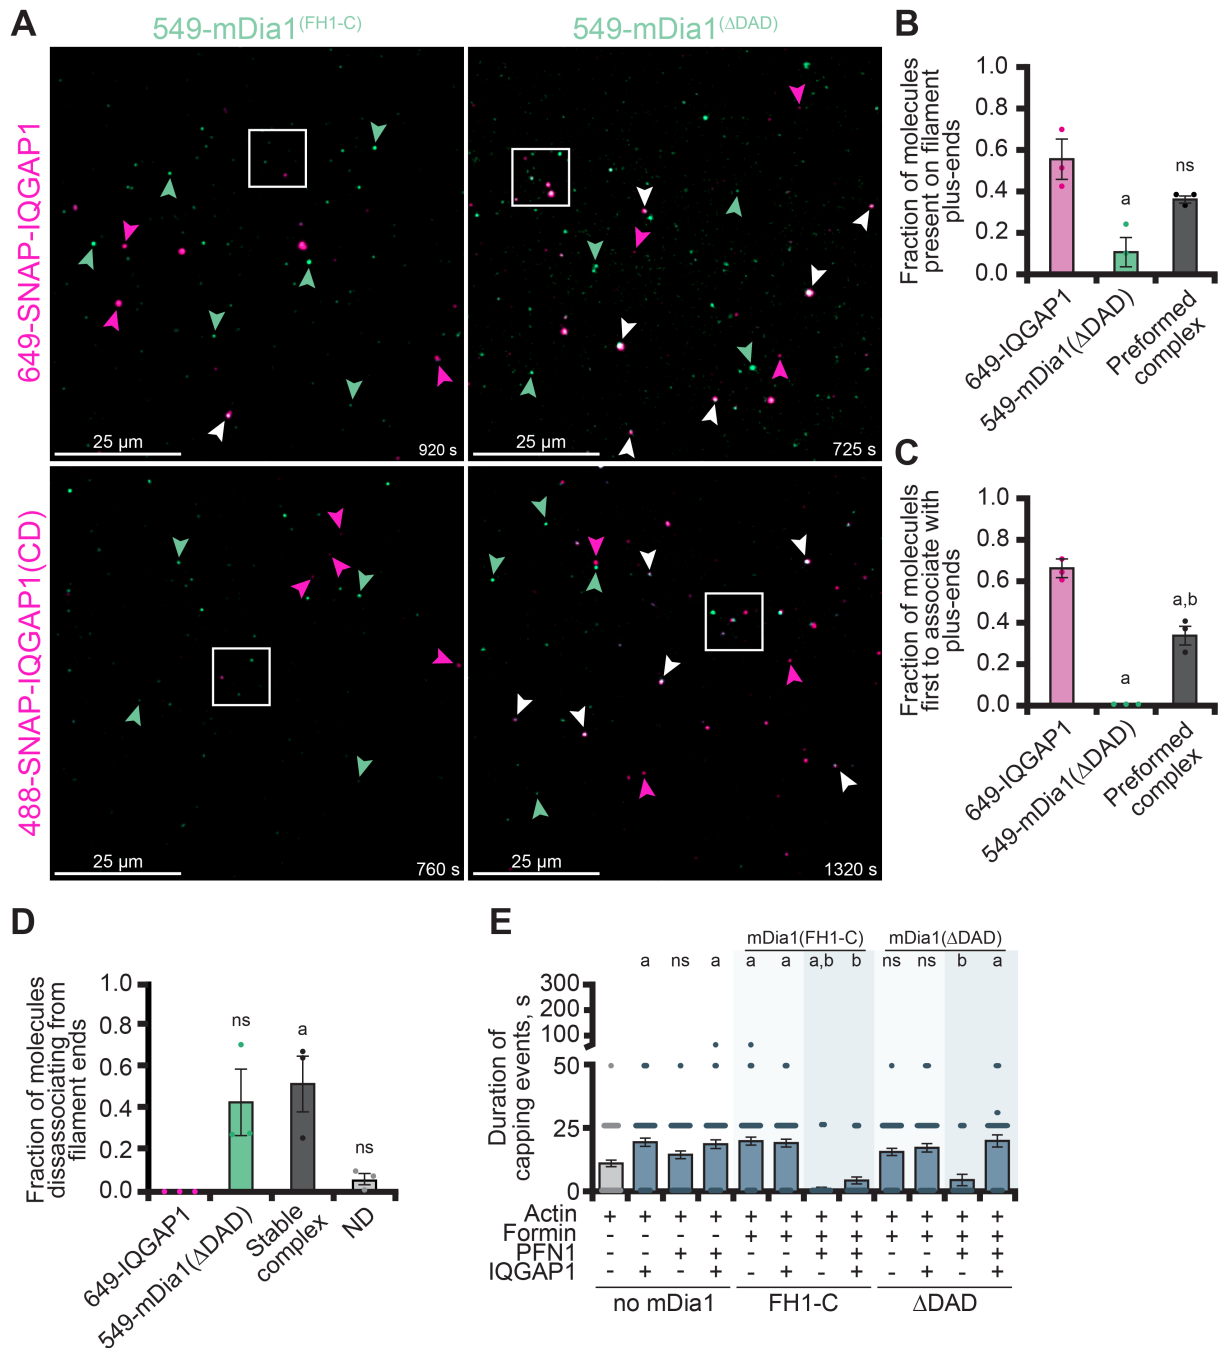 A
549-mDia1(FH1-C)
549-mDia1(ΔDAD)
649-SNAP-IQGAP1
25 µm
920 s
25 µm
725 s
488-SNAP-IQGAP1(CD)
25 µm
760 s
25 µm
1320 s
B
Fraction of molecules
present on filament
plus-ends
1.0
0.8
0.6
0.4
0.2
0.0
a
ns
649-IQGAP1
549-mDia1(ΔDAD)
Preformed
complex
C
Fraction of moleculels
first to associate with
plus-ends
1.0
0.8
0.6
0.4
0.2
0.0
a
a,b
649-IQGAP1
549-mDia1(ΔDAD)
Preformed
complex
D
Fraction of molecules
dissassociating from
filament ends
1.0
0.8
0.6
0.4
0.2
0.0
ns
a
ns
649-IQGAP1
549-mDia1(ΔDAD)
Stable
complex
ND
E
mDia1(FH1-C)
mDia1(ΔDAD)
a ns a a a a,b b ns ns b a
Duration of
capping events, s
300
200
100
50
25
0
Actin + + + + + + + + + + + +
Formin - - - - + + + + + + + +
PFN1 - - + + - - + + - - + +
IQGAP1 - + - + - + - + - + - +
no mDia1
FH1-C
ΔDAD